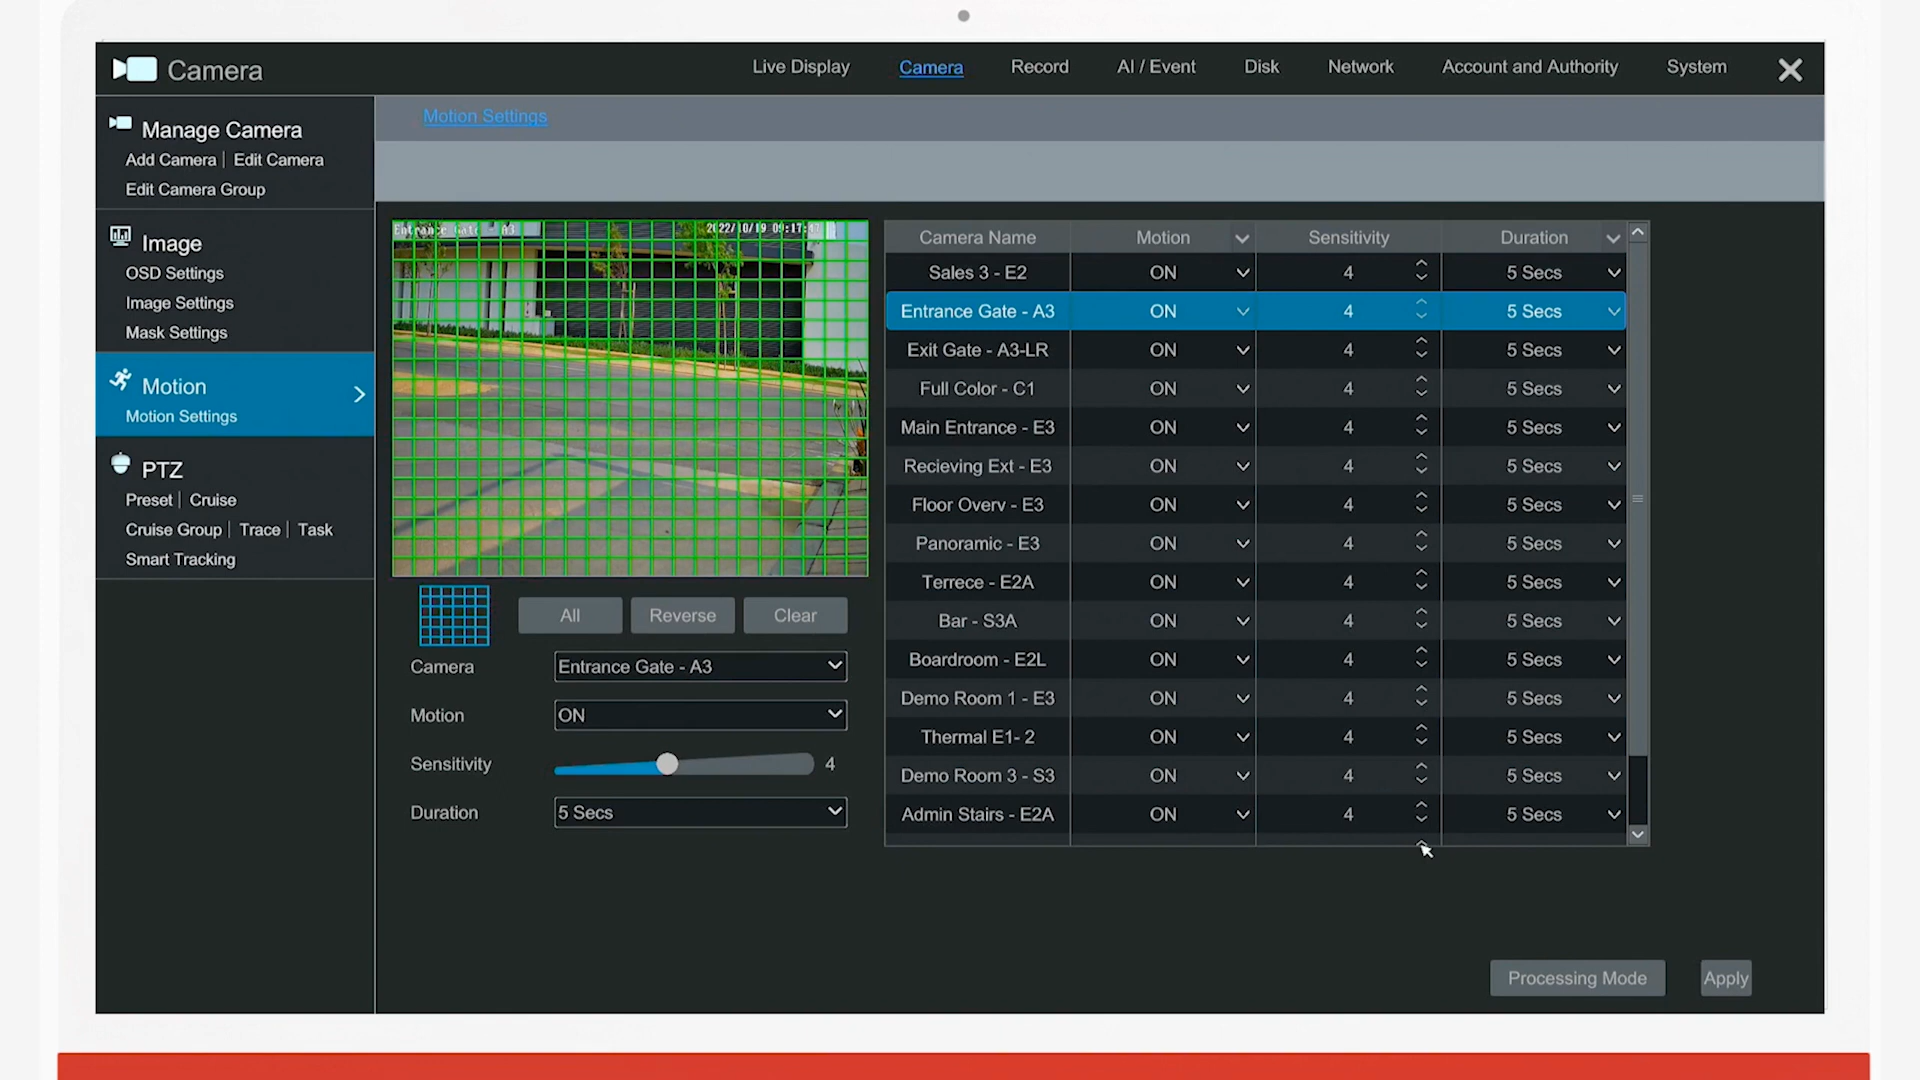 Camera
Live Display Camera Record AI / Event Disk Network Account and Authority System
Manage Camera
Add Camera | Edit Camera
Edit Camera Group
Image
OSD Settings
Image Settings
Mask Settings
Motion
Motion Settings
PTZ
Preset | Cruise
Cruise Group | Trace | Task
Smart Tracking
Motion Settings
Entrance Gate - A3 2022/10/19
All Reverse Clear
Camera Entrance Gate - A3
Motion ON
Sensitivity 4
Duration 5 Secs
Camera Name Motion Sensitivity Duration
Sales 3 - E2 ON 4 5 Secs
Entrance Gate - A3 ON 4 5 Secs
Exit Gate - A3-LR ON 4 5 Secs
Full Color - C1 ON 4 5 Secs
Main Entrance - E3 ON 4 5 Secs
Recieving Ext - E3 ON 4 5 Secs
Floor Overv - E3 ON 4 5 Secs
Panoramic - E3 ON 4 5 Secs
Terrece - E2A ON 4 5 Secs
Bar - S3A ON 4 5 Secs
Boardroom - E2L ON 4 5 Secs
Demo Room 1 - E3 ON 4 5 Secs
Thermal E1- 2 ON 4 5 Secs
Demo Room 3 - S3 ON 4 5 Secs
Admin Stairs - E2A ON 4 5 Secs
Processing Mode Apply